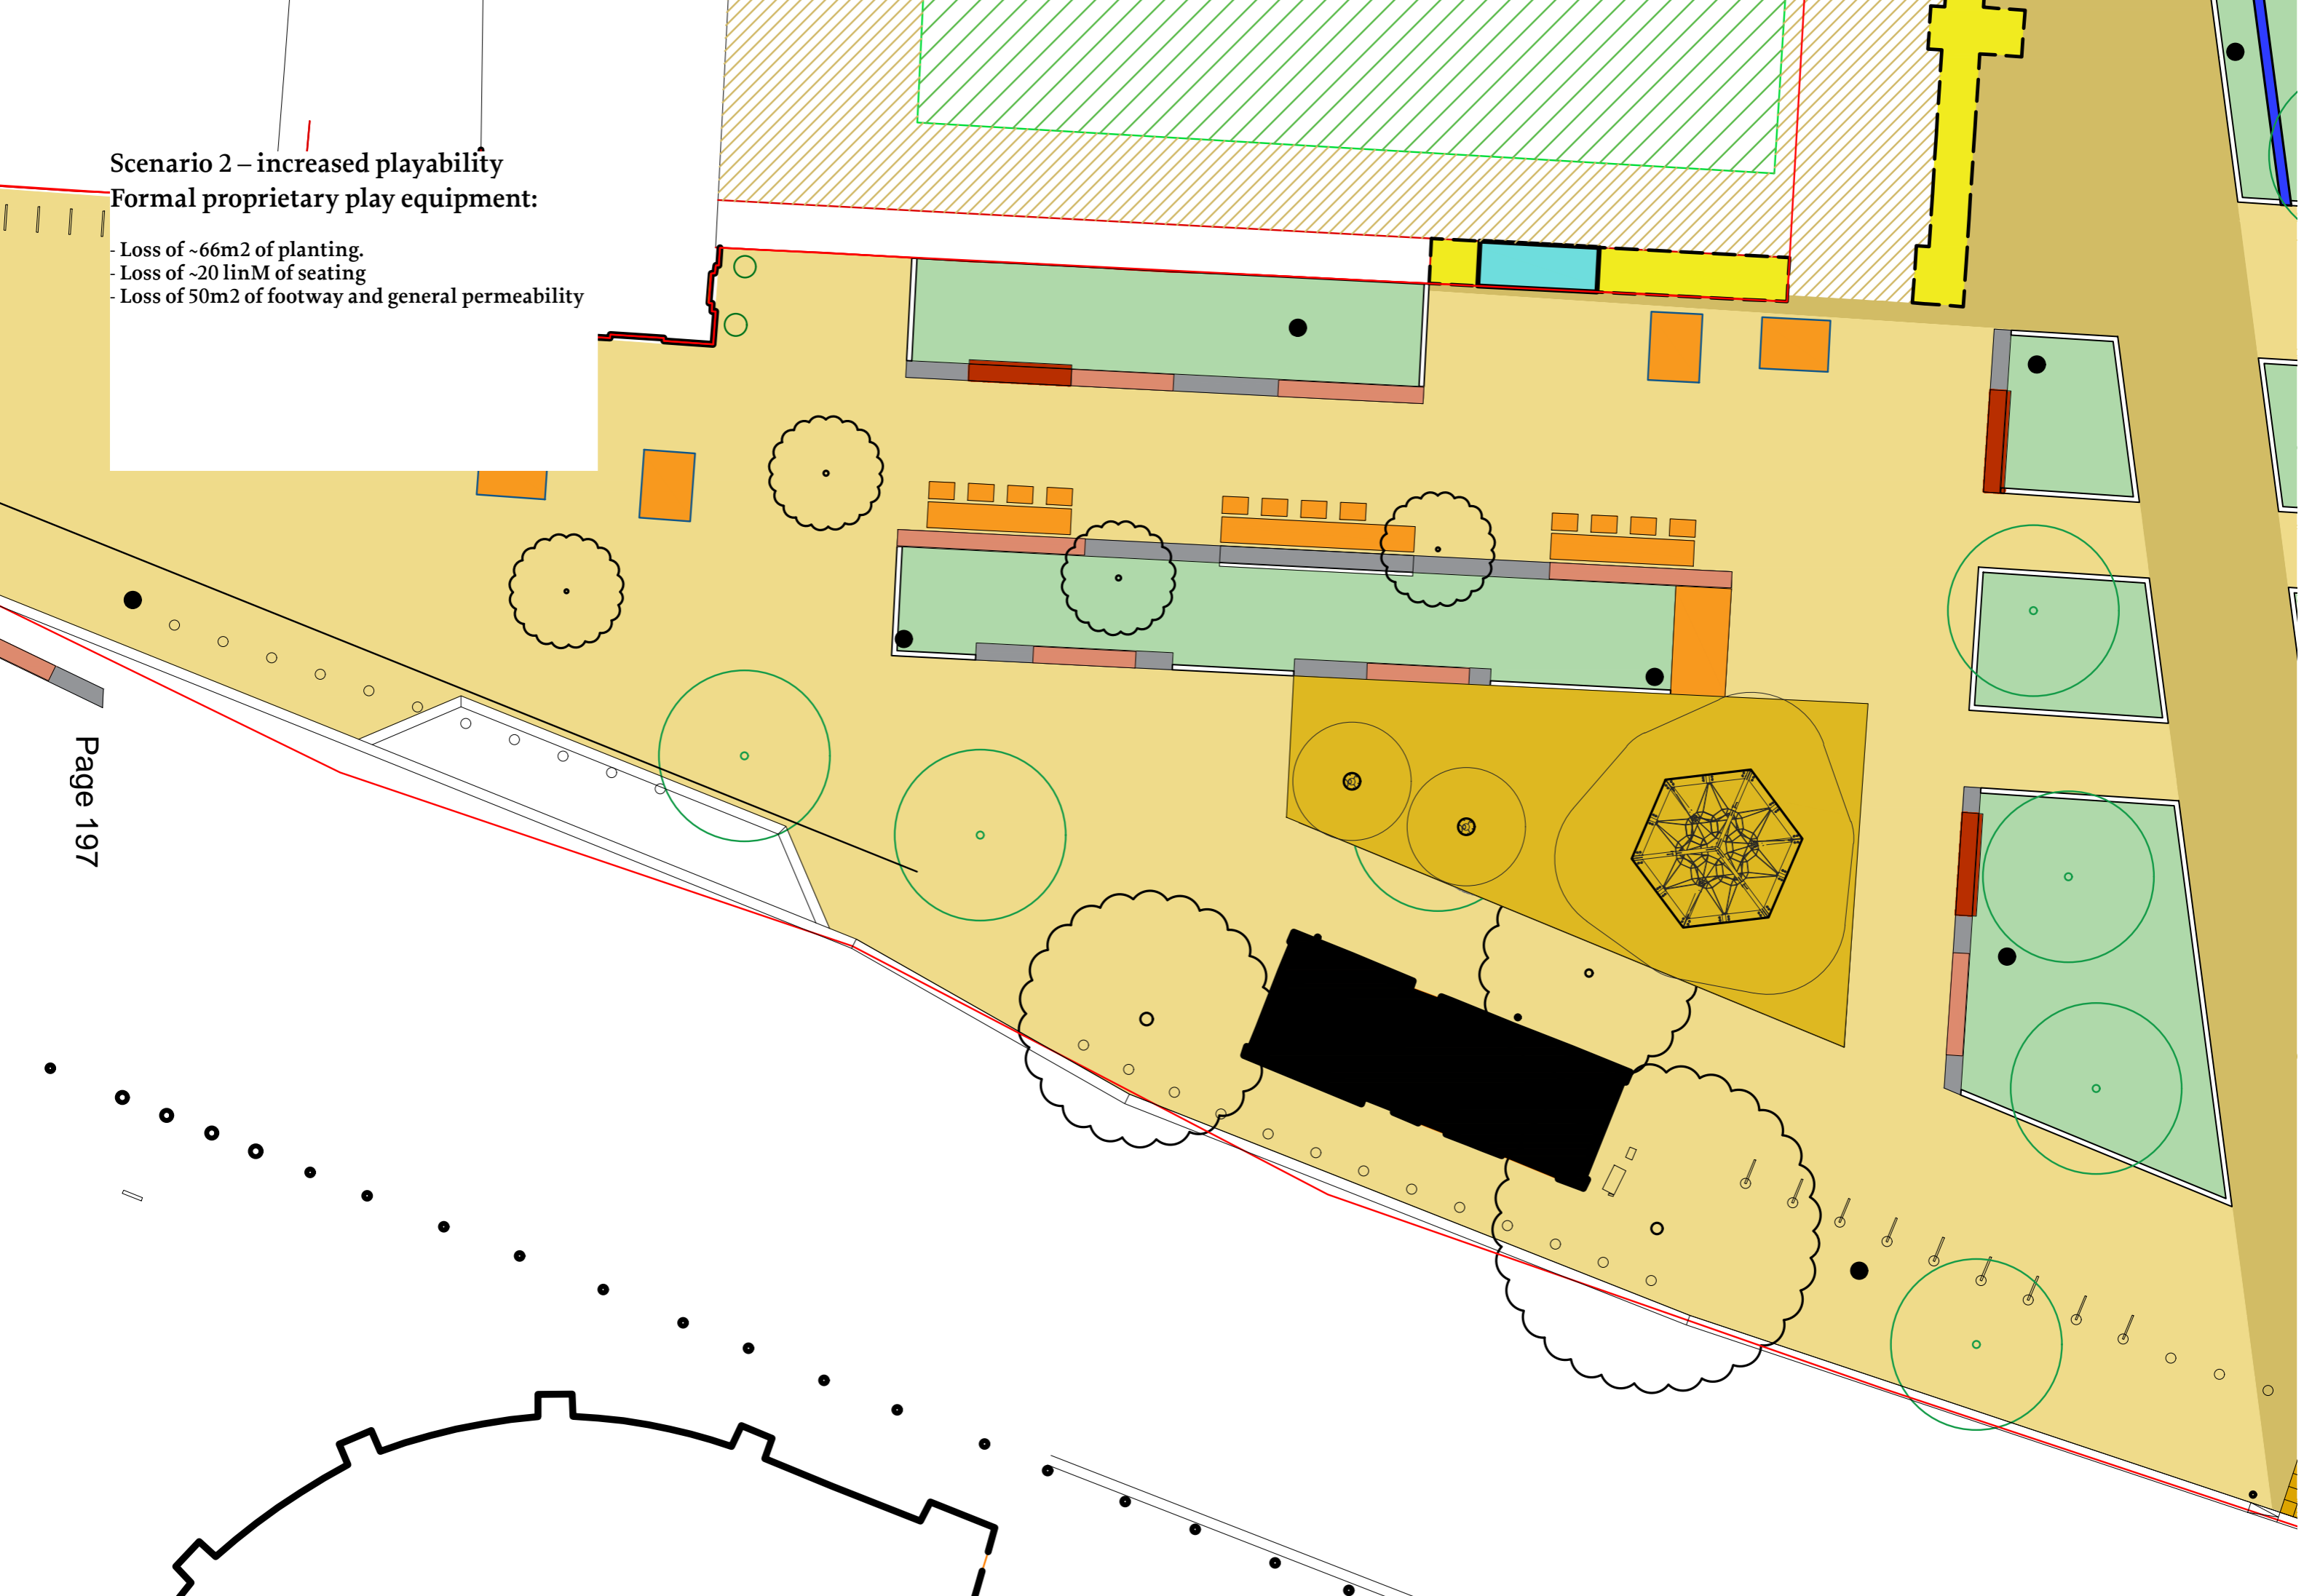 Scenario 2 – increased playability
Formal proprietary play equipment:
- Loss of ~66m2 of planting.
- Loss of ~20 linM of seating
- Loss of 50m2 of footway and general permeability
Page 197